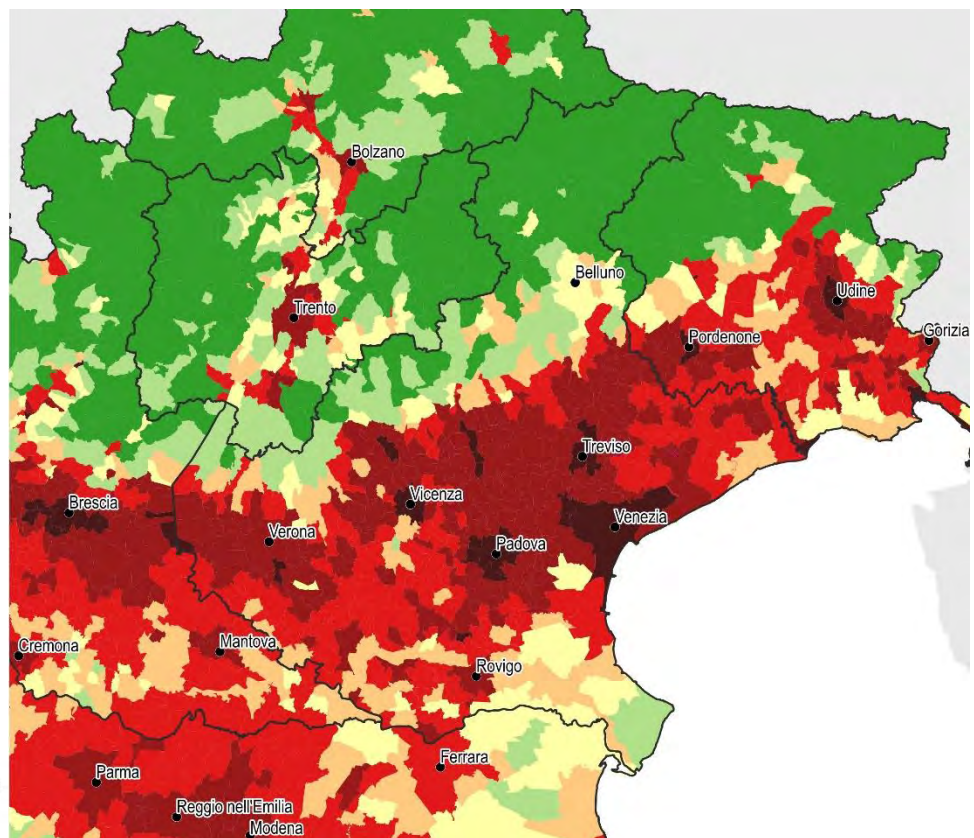 Bolzano
Belluno
Udine
Trento
Gorizia
Pordenone
Treviso
Brescia
Vicenza
Venezia
Verona
Padova
Cremona
Mantova
Rovigo
Ferrara
Parma
Reggio nell'Emilia
Modena